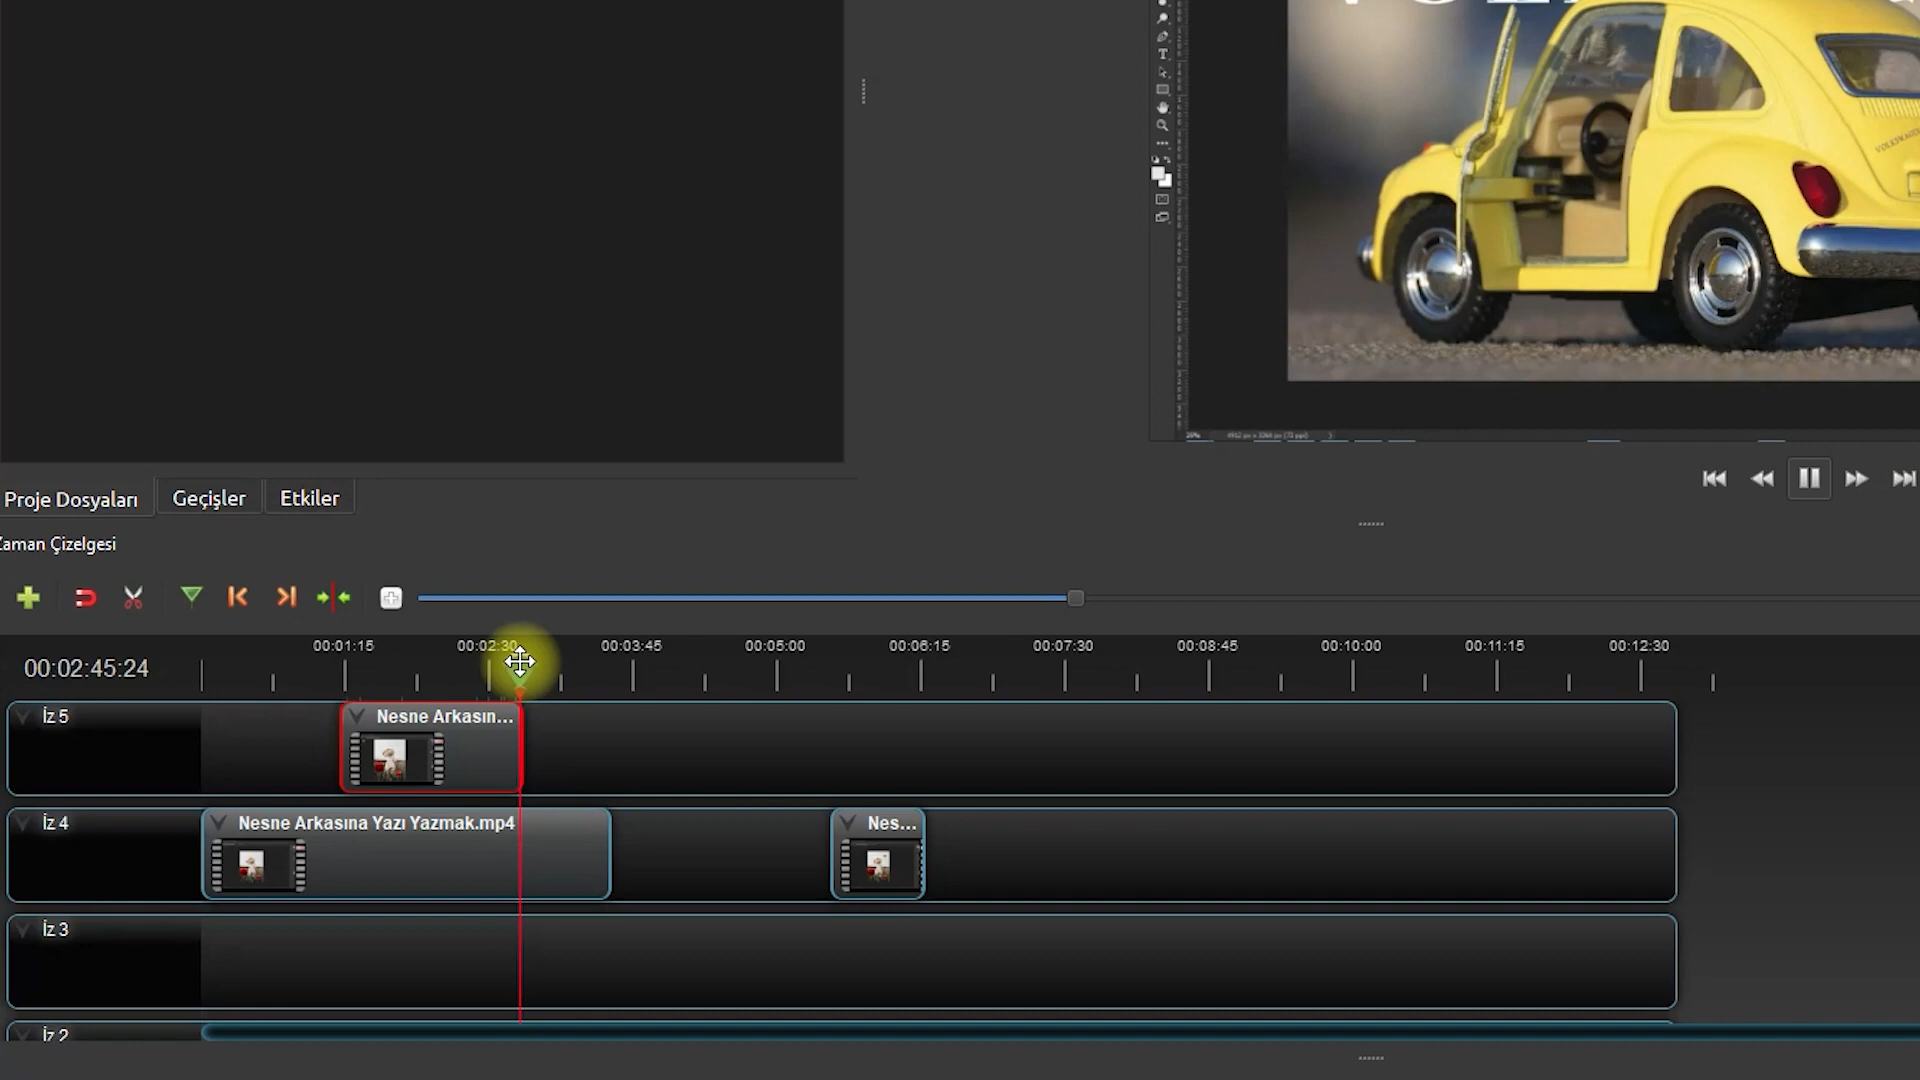 VOLKSWAGEN
Proje Dosyaları
Geçişler
Etkiler
Zaman Çizelgesi
00:02:45:24
00:01:15
00:02:30
00:03:45
00:05:00
00:06:15
00:07:30
00:08:45
00:10:00
00:11:15
00:12:30
İz 5
Nesne Arkasın...
İz 4
Nesne Arkasına Yazı Yazmak.mp4
Nes...
İz 3
İz 2